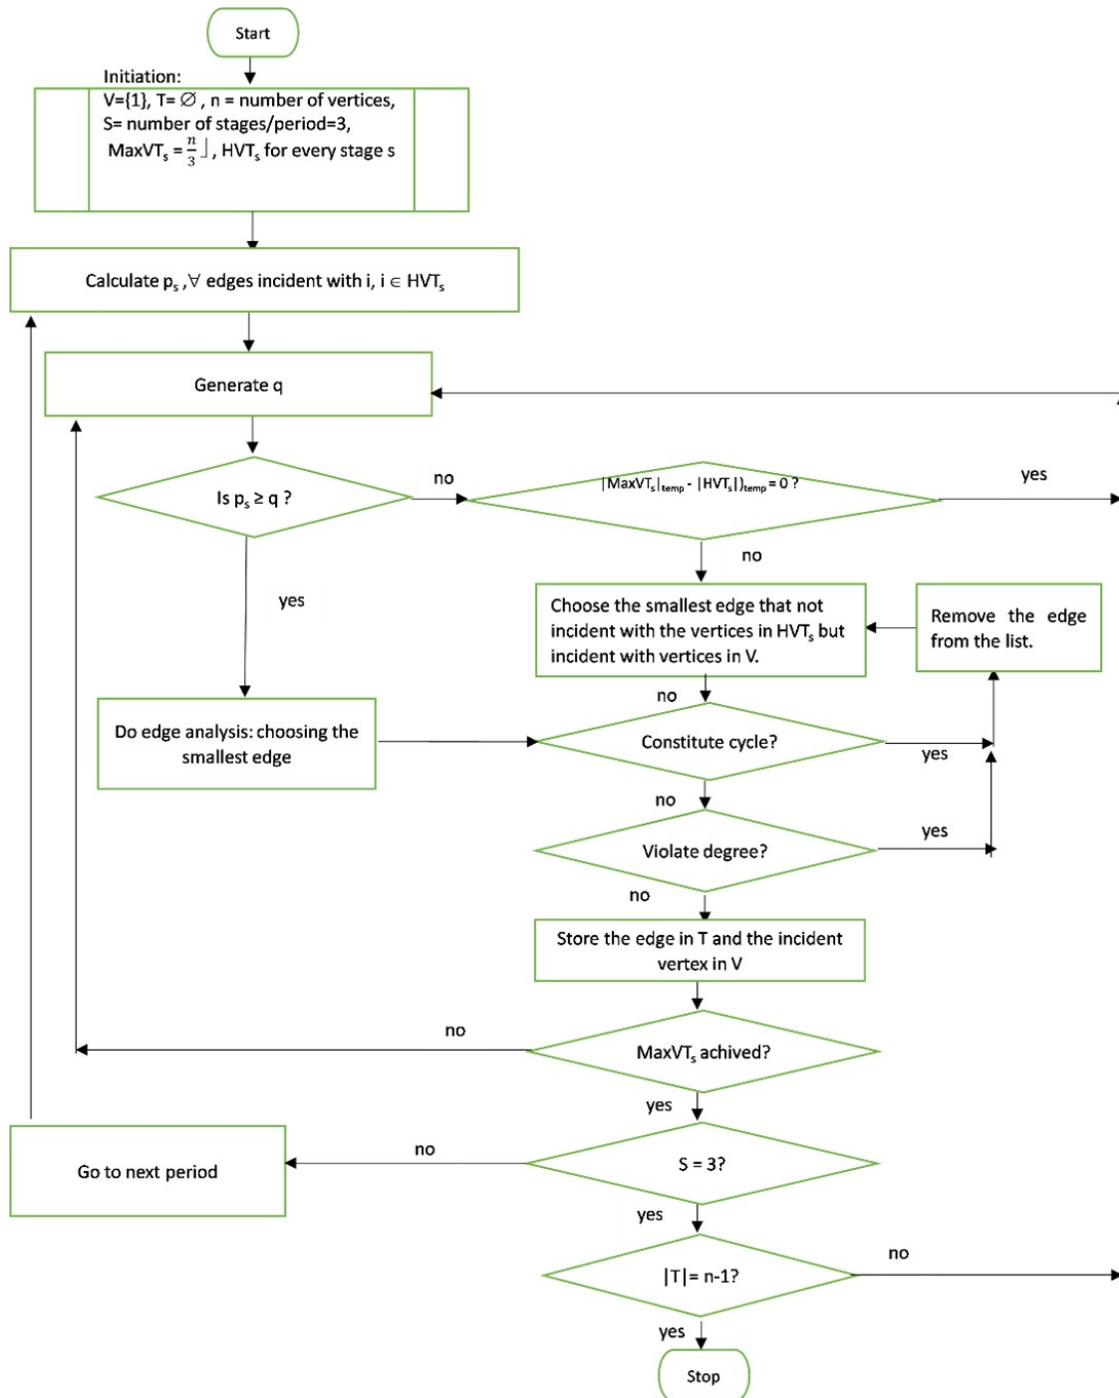 Start
Initiation:
V={1}, T= ∅ , n = number of vertices,
S= number of stages/period=3,
MaxVTₛ = n/3 ⌋ , HVTₛ for every stage s
Calculate pₛ ,∀ edges incident with i, i ∈ HVTₛ
Generate q
Is pₛ ≥ q ?
no
|MaxVTₛ|temp - |HVTₛ|)temp = 0 ?
yes
no
yes
Choose the smallest edge that not
incident with the vertices in HVTₛ but
incident with vertices in V.
Remove the edge
from the list.
no
Do edge analysis: choosing the
smallest edge
Constitute cycle?
yes
no
Violate degree?
yes
no
Store the edge in T and the incident
vertex in V
no
MaxVTₛ achived?
yes
Go to next period
no
S = 3?
yes
|T|= n-1?
no
yes
Stop